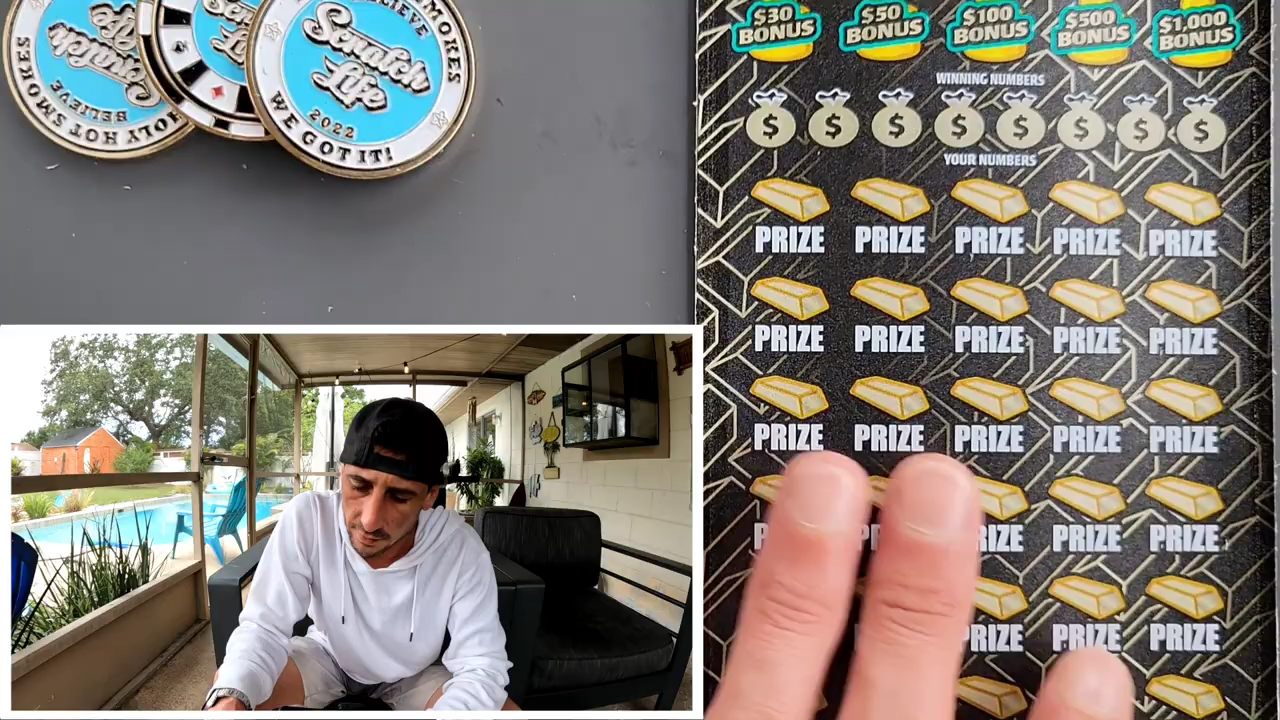 BELIEVE
HOLY HOT SMOKES
Scratch
Life
BELIEVE
SMOKES
Scratch
Life
2022
WE GOT IT!
$30 BONUS $50 BONUS $100 BONUS $500 BONUS $1,000 BONUS
WINNING NUMBERS
$ $ $ $ $ $ $ $
YOUR NUMBERS
PRIZE PRIZE PRIZE PRIZE PRIZE
PRIZE PRIZE PRIZE PRIZE PRIZE
PRIZE PRIZE PRIZE PRIZE PRIZE
PRIZE PRIZE
PRIZE PRIZE